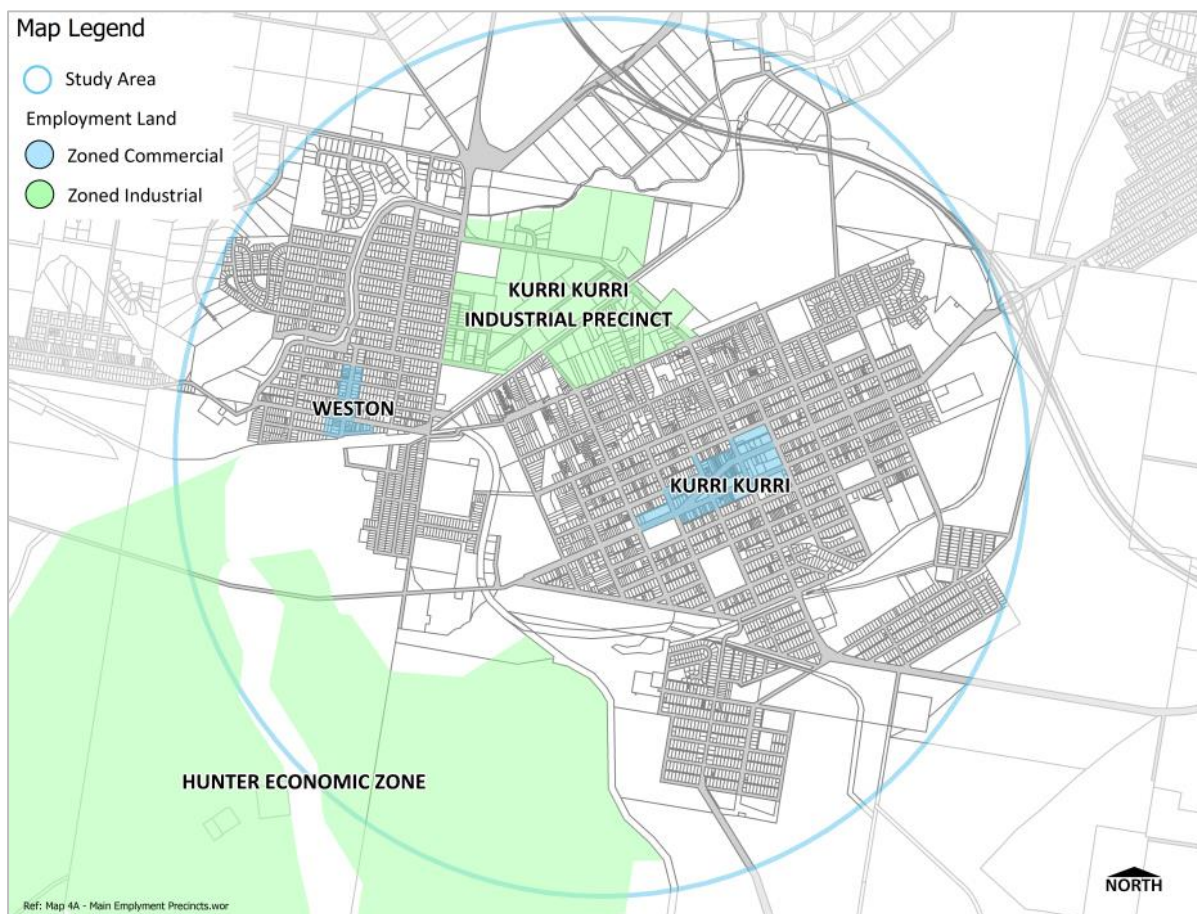 Map Legend
Study Area
Employment Land
Zoned Commercial
Zoned Industrial
KURRI KURRI
INDUSTRIAL PRECINCT
WESTON
KURRI KURRI
HUNTER ECONOMIC ZONE
NORTH
Ref: Map 4A - Main Emplyment Precincts.wor